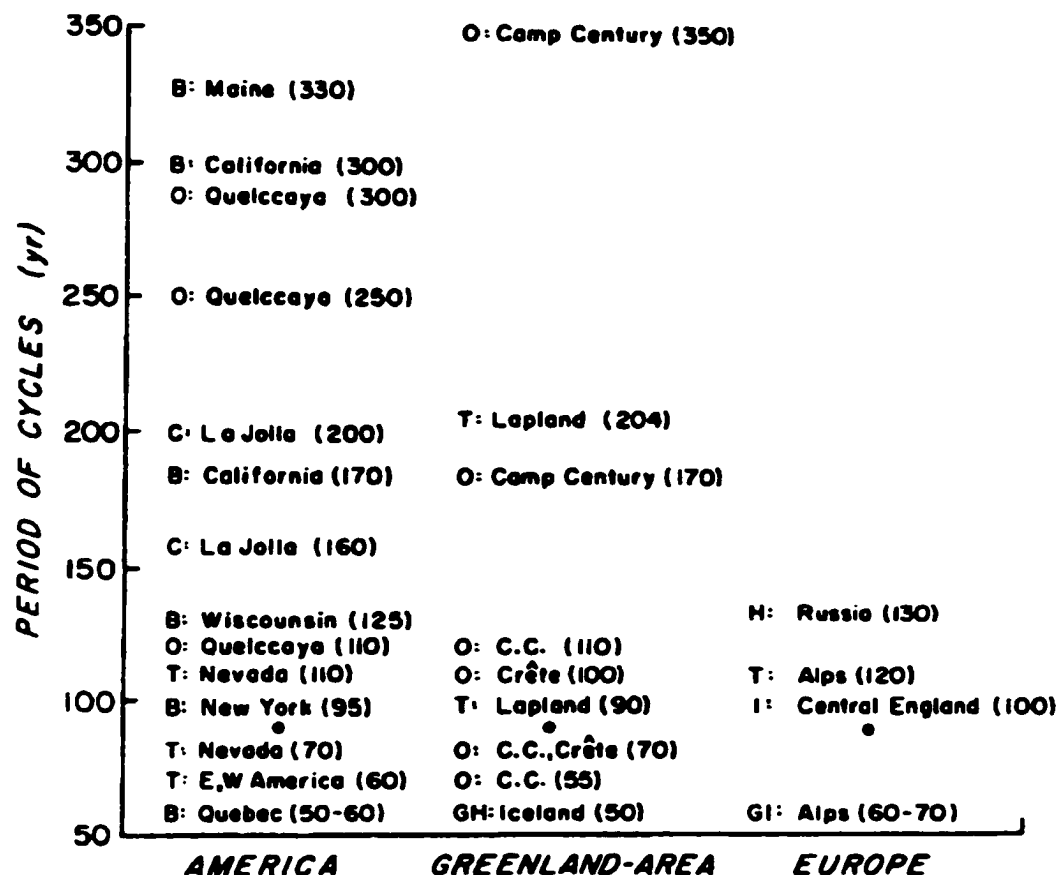 PERIOD OF CYCLES (yr)
350
300
250
200
150
100
50
O: Camp Century (350)
B: Maine (330)
B: California (300)
O: Quelccaya (300)
O: Quelccaya (250)
C: La Jolla (200)
T: Lapland (204)
B: California (170)
O: Camp Century (170)
C: La Jolla (160)
B: Wiscounsin (125)
H: Russia (130)
O: Quelccaya (110)
O: C.C. (110)
T: Nevada (110)
O: Crête (100)
T: Alps (120)
B: New York (95)
T: Lapland (90)
I: Central England (100)
T: Nevada (70)
O: C.C., Crête (70)
T: E,W America (60)
O: C.C. (55)
B: Quebec (50-60)
GH: Iceland (50)
GI: Alps (60-70)
AMERICA GREENLAND-AREA EUROPE